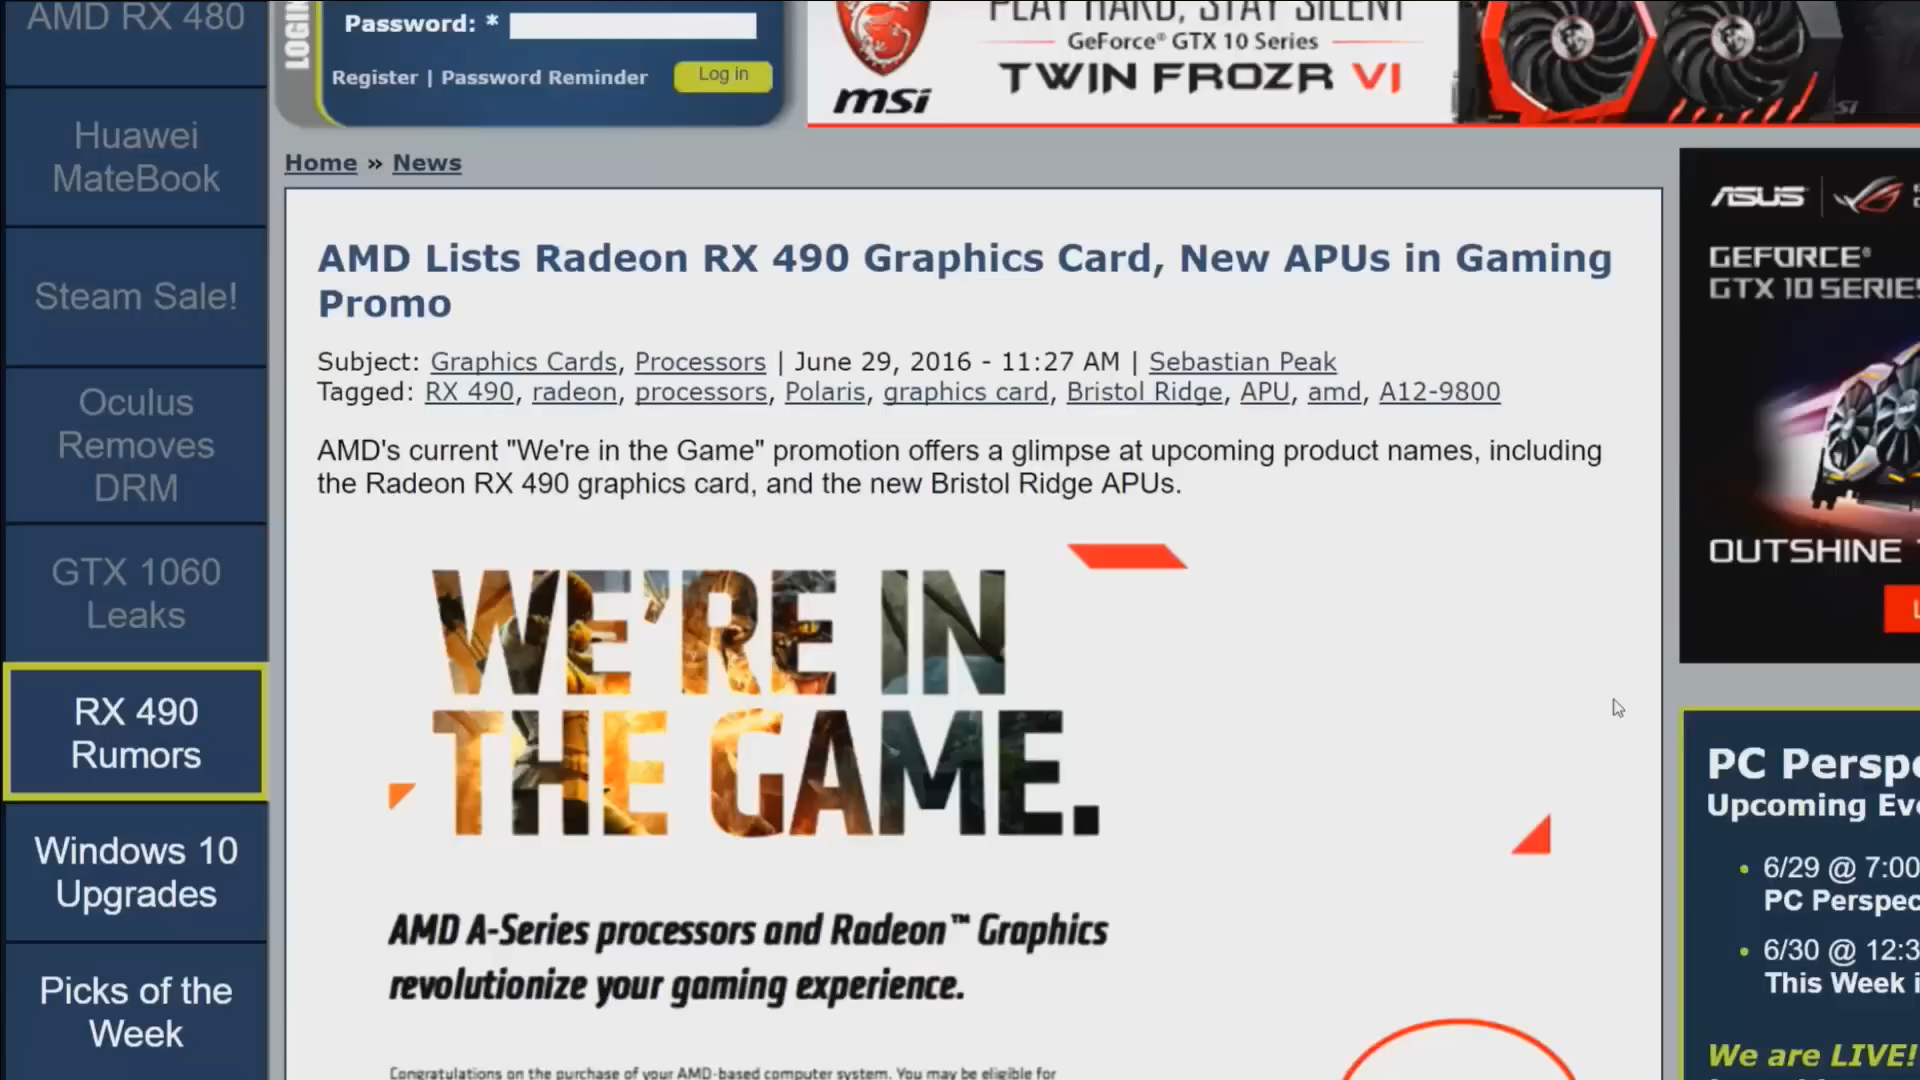 AMD RX 480
Huawei
MateBook
Steam Sale!
Oculus
Removes
DRM
GTX 1060
Leaks
RX 490
Rumors
Windows 10
Upgrades
Picks of the
Week
LOGIN
Password: *
Register | Password Reminder
Log in
PLAY HARD, STAY SILENT
GeForce® GTX 10 Series
TWIN FROZR VI
msi
Home » News
AMD Lists Radeon RX 490 Graphics Card, New APUs in Gaming
Promo
Subject: Graphics Cards, Processors | June 29, 2016 - 11:27 AM | Sebastian Peak
Tagged: RX 490, radeon, processors, Polaris, graphics card, Bristol Ridge, APU, amd, A12-9800
AMD's current "We're in the Game" promotion offers a glimpse at upcoming product names, including
the Radeon RX 490 graphics card, and the new Bristol Ridge APUs.
WE'RE IN
THE GAME.
AMD A-Series processors and Radeon™ Graphics
revolutionize your gaming experience.
Congratulations on the purchase of your AMD-based computer system. You may be eligible for
ASUS
GEFORCE®
GTX 10 SERIES
OUTSHINE
PC Perspe
Upcoming Eve
• 6/29 @ 7:00
PC Perspec
• 6/30 @ 12:3
This Week i
We are LIVE!